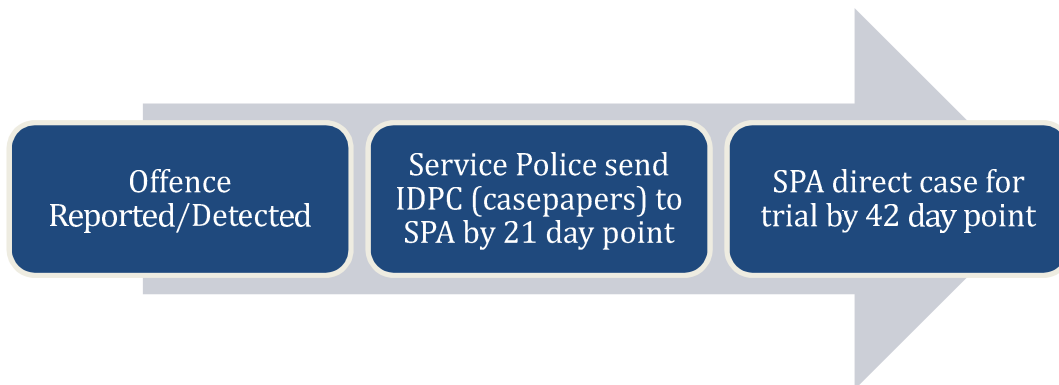 Offence
Reported/Detected
Service Police send
IDPC (casepapers) to
SPA by 21 day point
SPA direct case for
trial by 42 day point